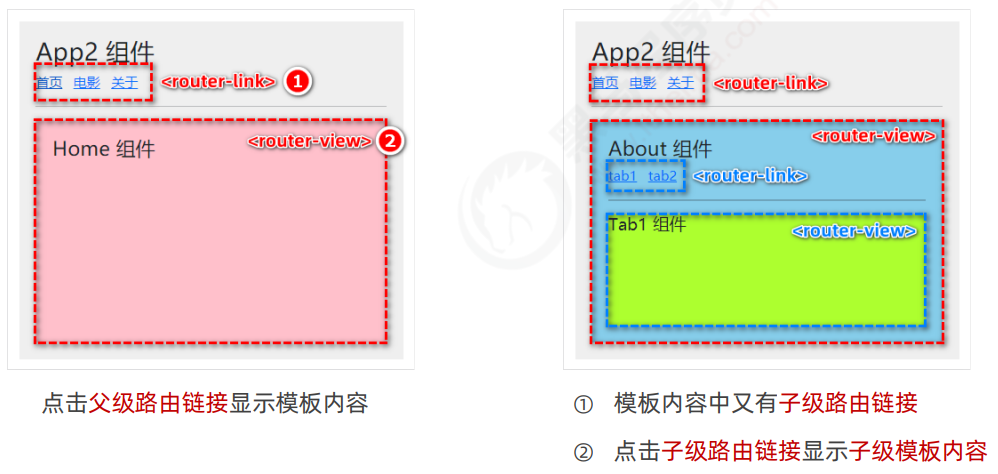 App2 组件
首页 电影 关于 <router-link> 1
<router-view> 2
Home 组件
点击父级路由链接显示模板内容
App2 组件
首页 电影 关于 <router-link>
<router-view>
About 组件
tab1 tab2 <router-link>
Tab1 组件
<router-view>
① 模板内容中又有子级路由链接
② 点击子级路由链接显示子级模板内容